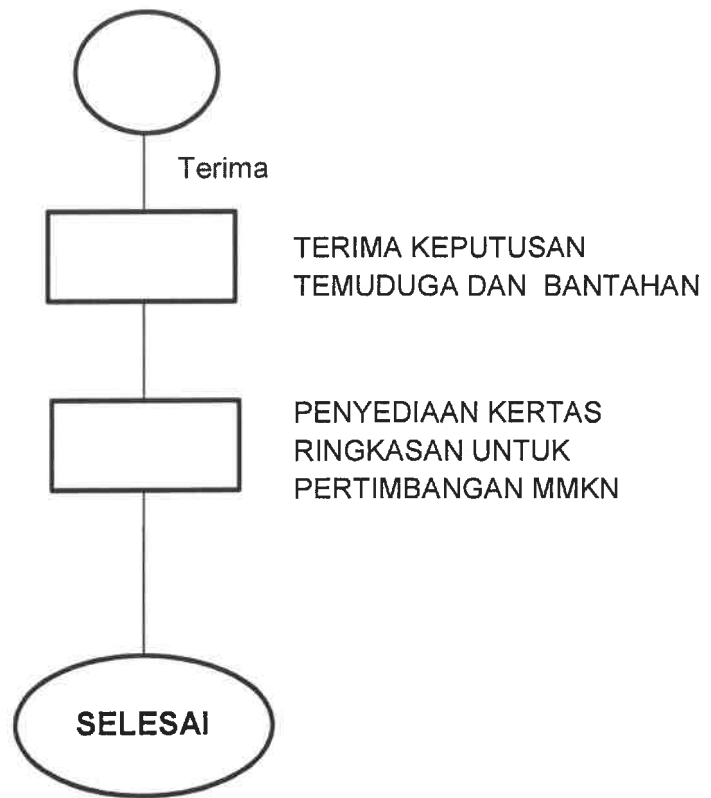 Terima
TERIMA KEPUTUSAN
TEMUDUGA DAN BANTAHAN
PENYEDIAAN KERTAS
RINGKASAN UNTUK
PERTIMBANGAN MMKN
SELESAI